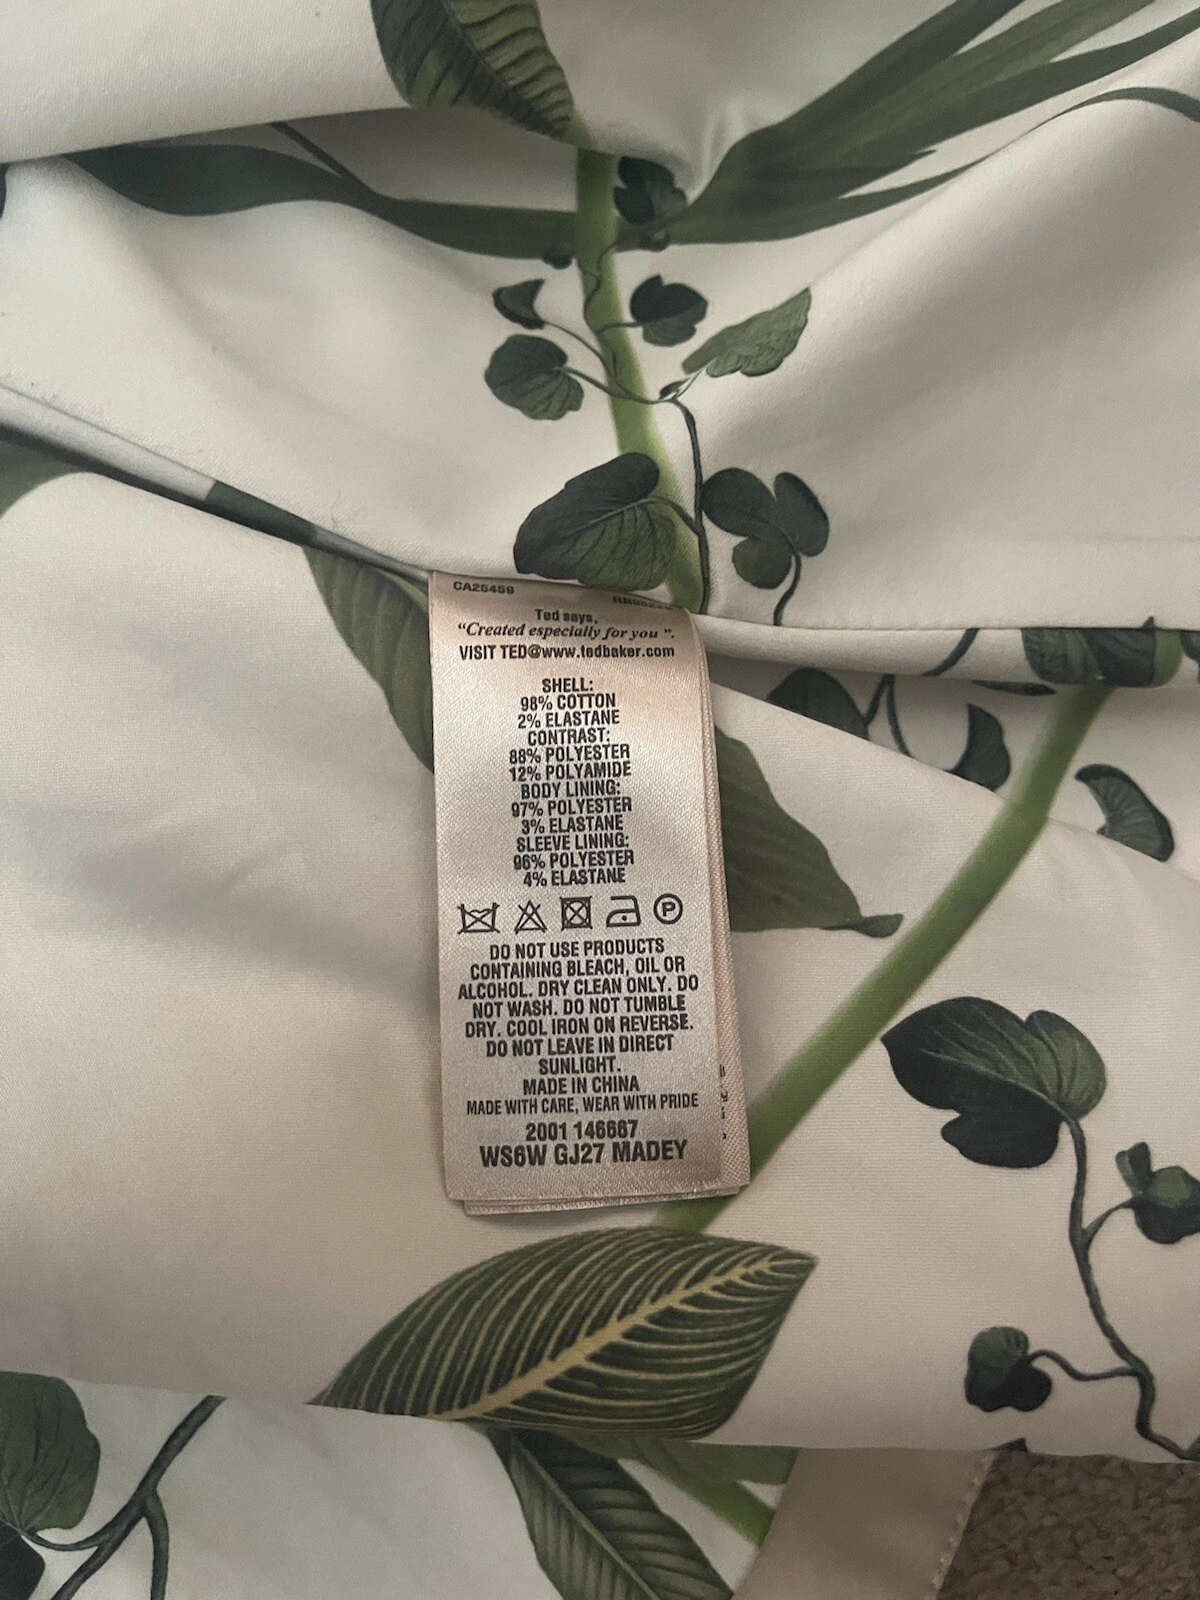 CA25459
Ted says,
“Created especially for you ”.
VISIT TED@www.tedbaker.com
SHELL:
98% COTTON
2% ELASTANE
CONTRAST:
88% POLYESTER
12% POLYAMIDE
BODY LINING:
97% POLYESTER
3% ELASTANE
SLEEVE LINING:
96% POLYESTER
4% ELASTANE
P
DO NOT USE PRODUCTS
CONTAINING BLEACH, OIL OR
ALCOHOL. DRY CLEAN ONLY. DO
NOT WASH. DO NOT TUMBLE
DRY. COOL IRON ON REVERSE.
DO NOT LEAVE IN DIRECT
SUNLIGHT.
MADE IN CHINA
MADE WITH CARE, WEAR WITH PRIDE
2001 146667
WS6W GJ27 MADEY